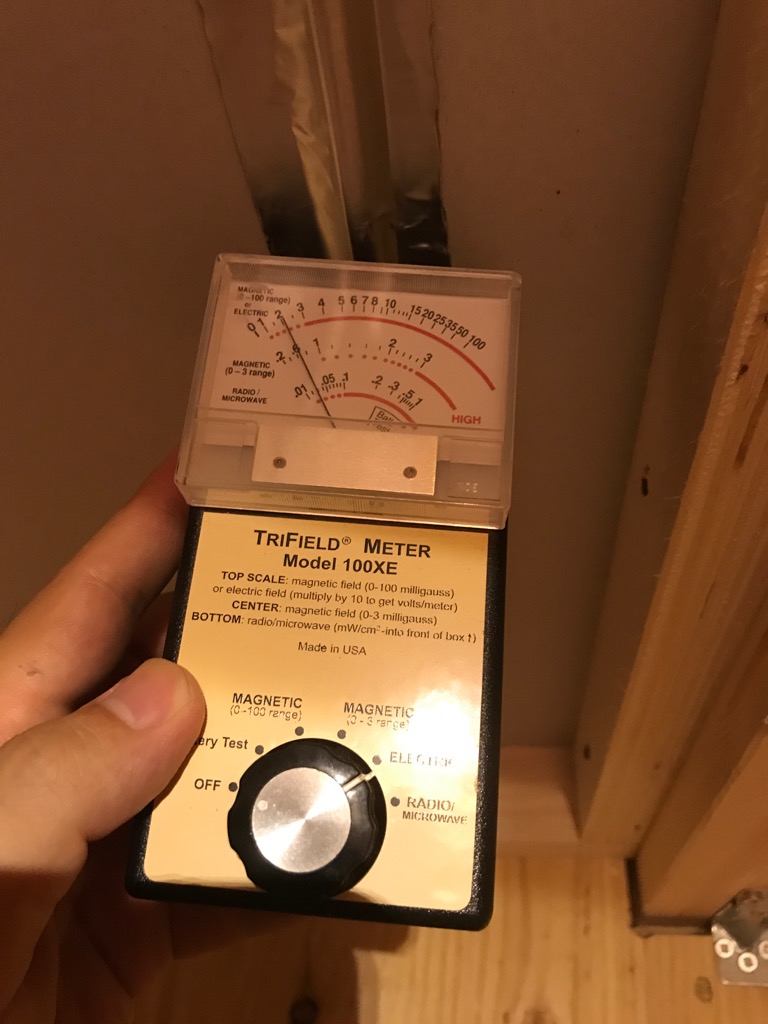 MAGNETIC
(0–100 range)
or
ELECTRIC
0 1 2 3 4 5 6 7 8 10 15 20 25 35 50 100
MAGNETIC
(0 – 3 range)
.2 .6 1 2 3
RADIO /
MICROWAVE
.01 .05 .1 .2 .3 .5 1
HIGH
TRIFIELD® METER
Model 100XE
TOP SCALE: magnetic field (0-100 milligauss)
or electric field (multiply by 10 to get volts/meter)
CENTER: magnetic field (0-3 milligauss)
BOTTOM: radio/microwave (mW/cm²-into front of box ↑)
Made in USA
MAGNETIC
(0-100 range)
MAGNETIC
(0 - 3 range)
ery Test
ELECTRIC
OFF
RADIO/
MICROWAVE